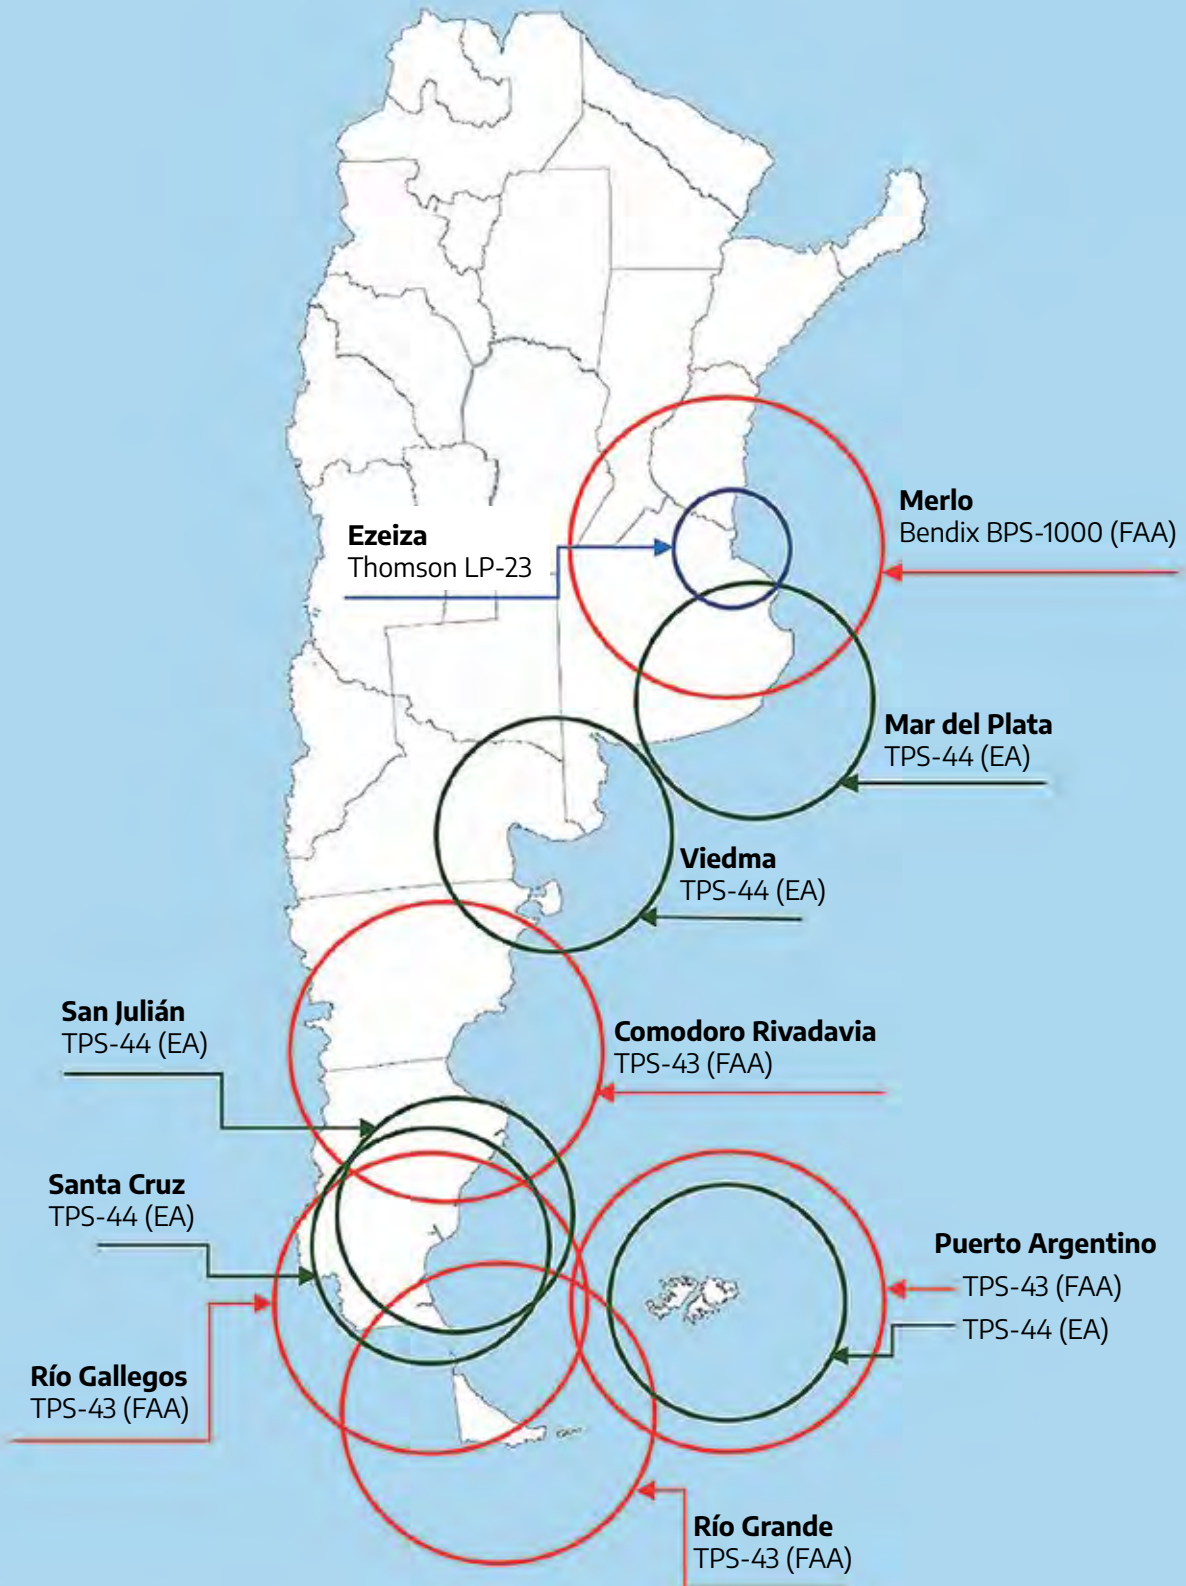 Merlo
Bendix BPS-1000 (FAA)
Ezeiza
Thomson LP-23
Mar del Plata
TPS-44 (EA)
Viedma
TPS-44 (EA)
San Julián
TPS-44 (EA)
Comodoro Rivadavia
TPS-43 (FAA)
Santa Cruz
TPS-44 (EA)
Puerto Argentino
TPS-43 (FAA)
TPS-44 (EA)
Río Gallegos
TPS-43 (FAA)
Río Grande
TPS-43 (FAA)